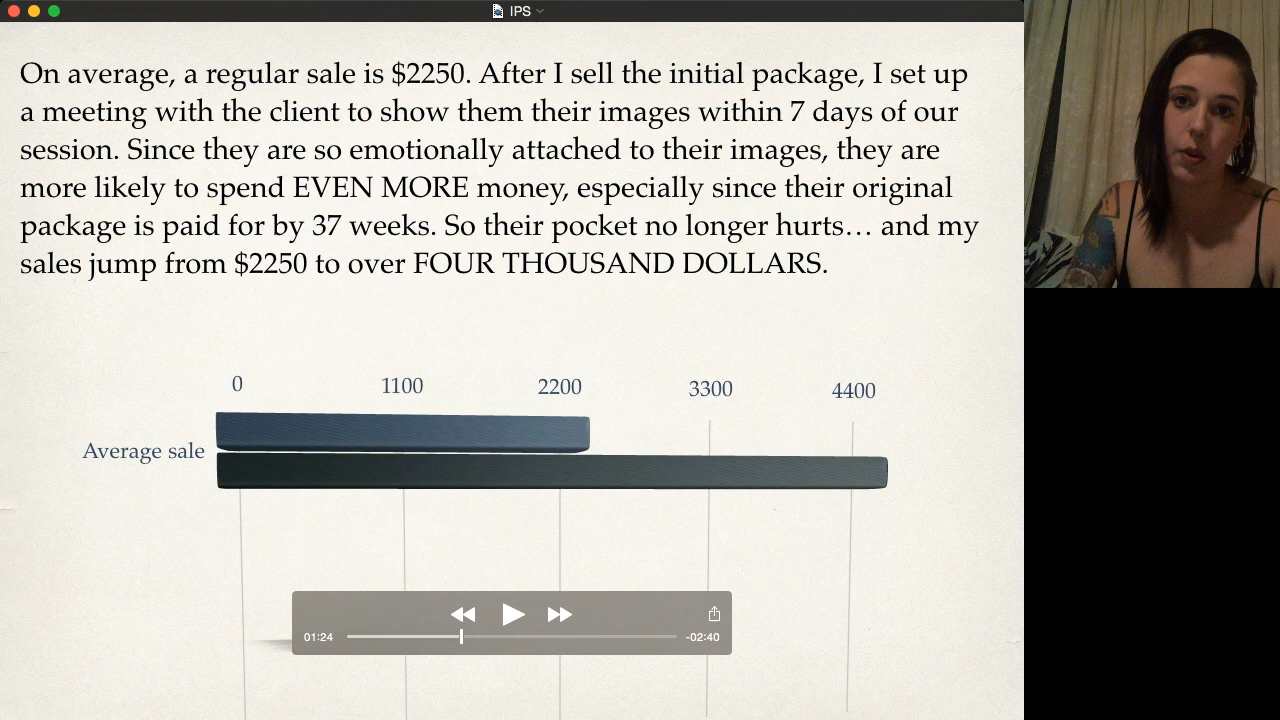 IPS
On average, a regular sale is $2250. After I sell the initial package, I set up
a meeting with the client to show them their images within 7 days of our
session. Since they are so emotionally attached to their images, they are
more likely to spend EVEN MORE money, especially since their original
package is paid for by 37 weeks. So their pocket no longer hurts… and my
sales jump from $2250 to over FOUR THOUSAND DOLLARS.
0 1100 2200 3300 4400
Average sale
01:24 -02:40